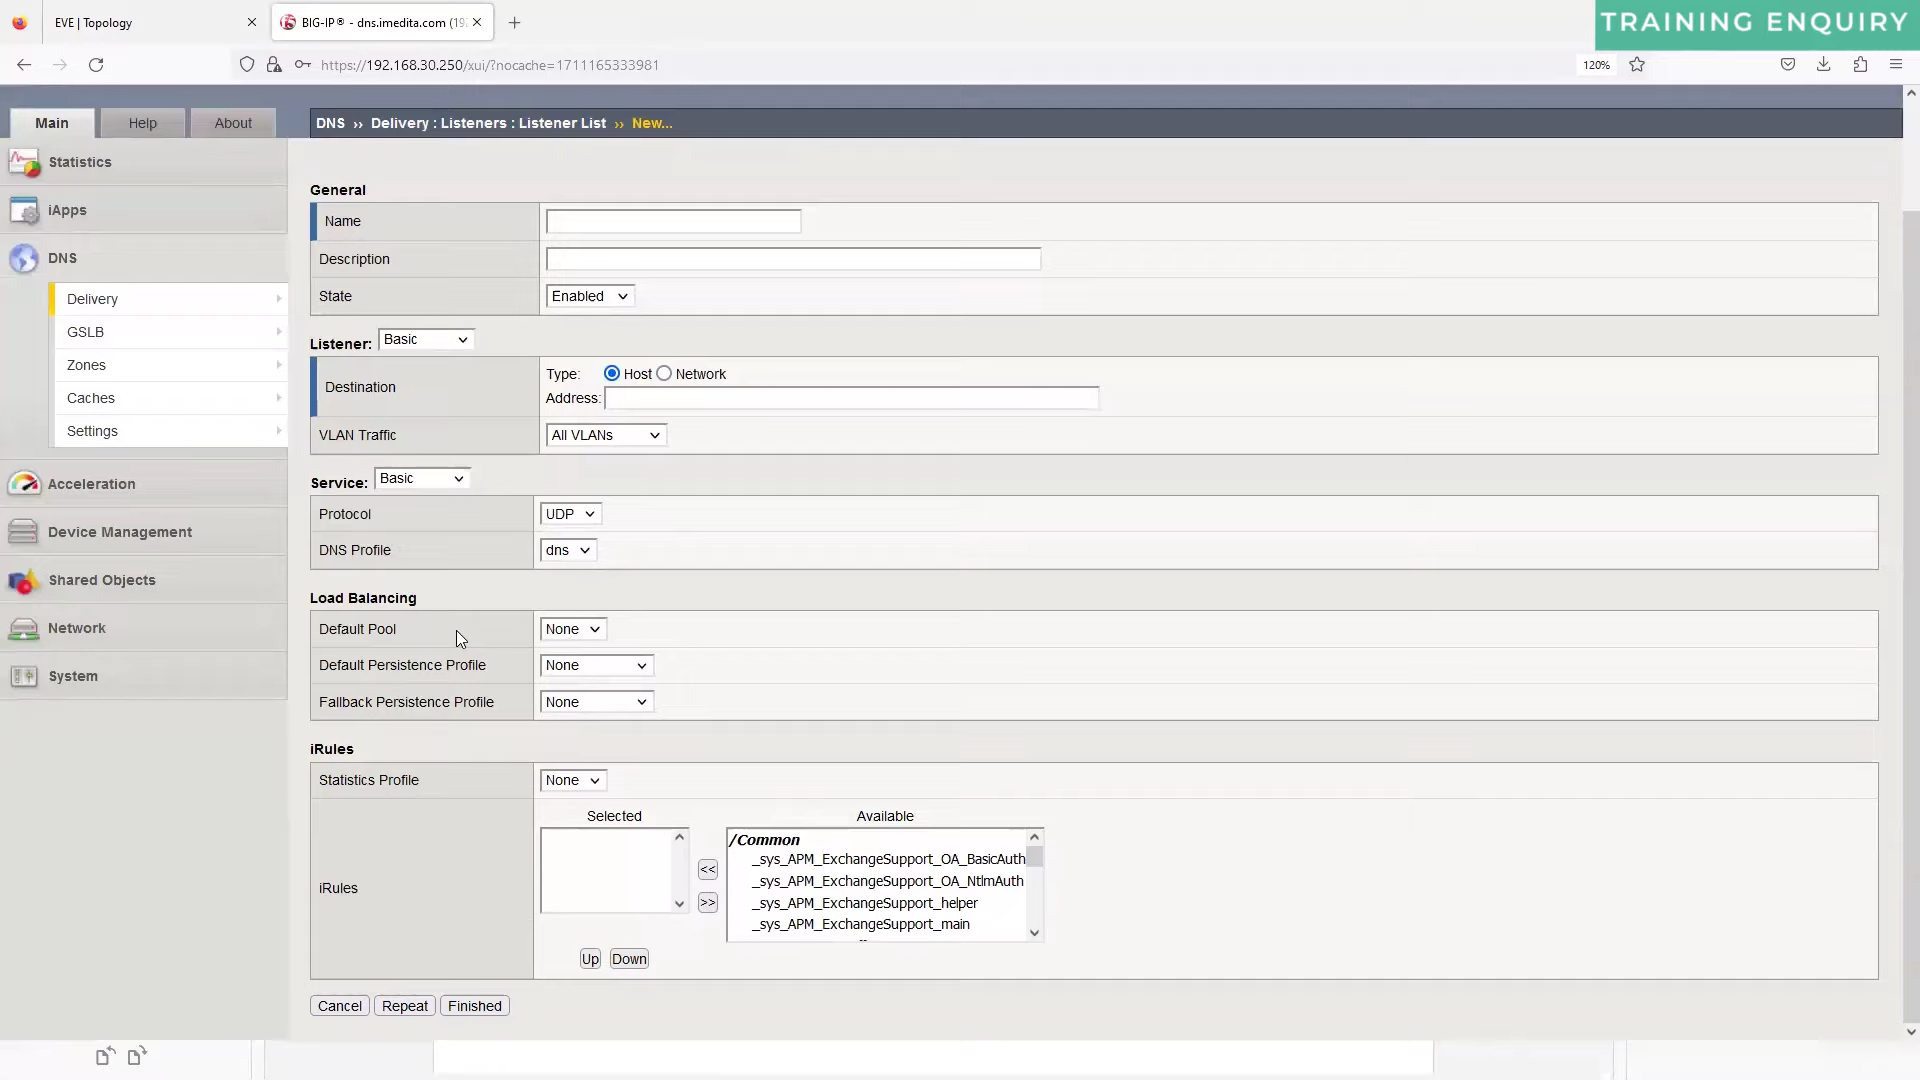 EVE | Topology
BIG-IP® - dns.imedita.com (19
TRAINING ENQUIRY
https://192.168.30.250/xui/?nocache=1711165333981
120%
Main
Help
About
DNS ›› Delivery : Listeners : Listener List ›› New...
Statistics
iApps
DNS
Delivery
GSLB
Zones
Caches
Settings
Acceleration
Device Management
Shared Objects
Network
System
General
Name
Description
State
Enabled
Listener: Basic
Destination
Type: Host Network
Address:
VLAN Traffic
All VLANs
Service: Basic
Protocol
UDP
DNS Profile
dns
Load Balancing
Default Pool
None
Default Persistence Profile
None
Fallback Persistence Profile
None
iRules
Statistics Profile
None
iRules
Selected
Available
/Common
_sys_APM_ExchangeSupport_OA_BasicAuth
_sys_APM_ExchangeSupport_OA_NtlmAuth
_sys_APM_ExchangeSupport_helper
_sys_APM_ExchangeSupport_main
<<
>>
Up Down
Cancel Repeat Finished